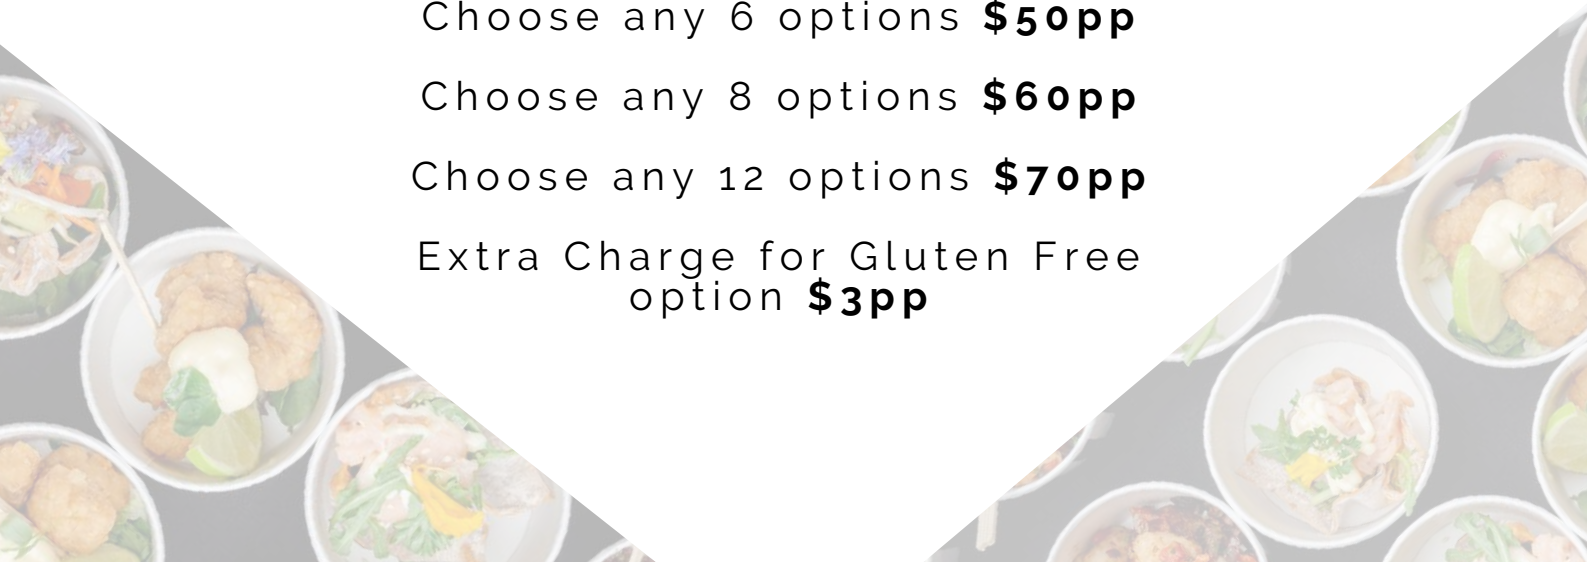 Choose any 6 options $50pp
Choose any 8 options $60pp
Choose any 12 options $70pp
Extra Charge for Gluten Free
option $3pp